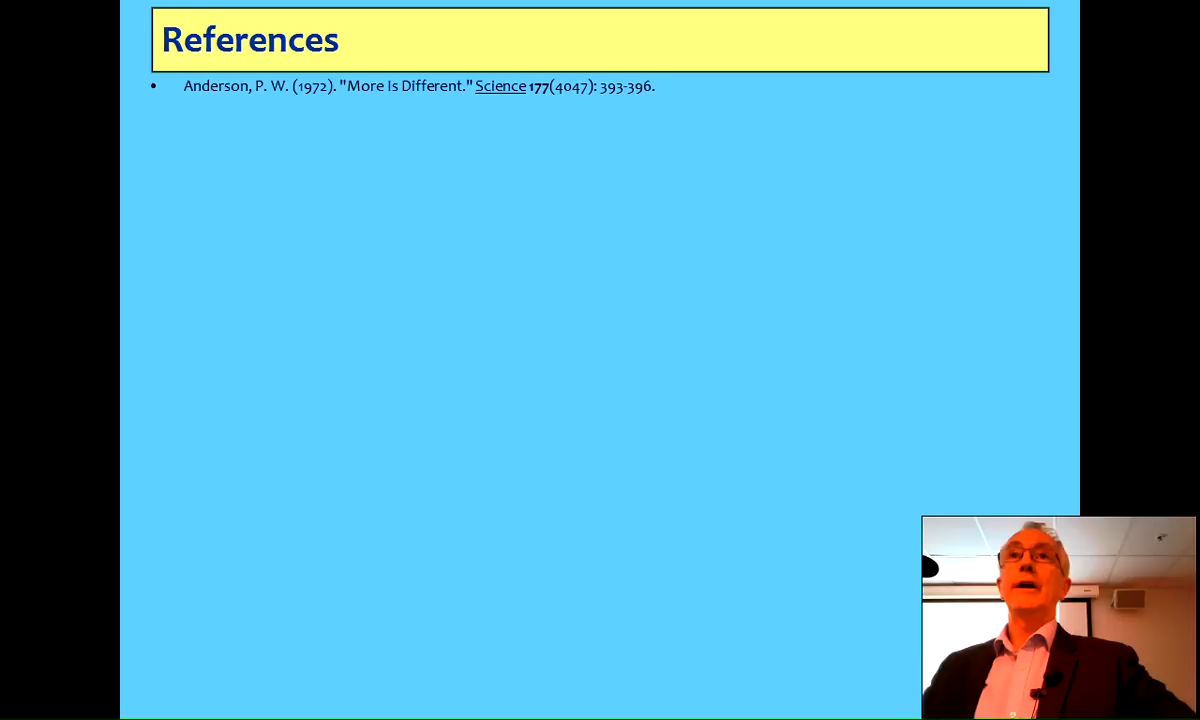 References
• Anderson, P. W. (1972). "More Is Different." Science 177(4047): 393-396.